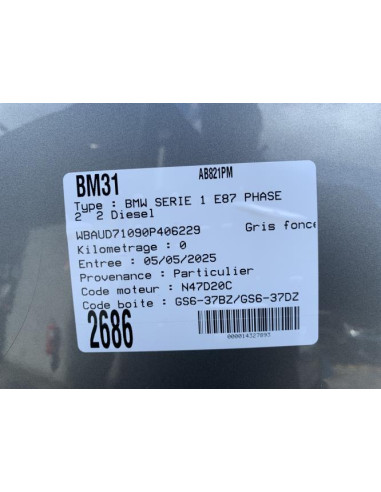 AB821PM
BM31
Type : BMW SERIE 1 E87 PHASE
2 2 Diesel
WBAUD71090P406229 Gris fonce
Kilometrage : 0
Entree : 05/05/2025
Provenance : Particulier
Code moteur : N47D20C
Code boite : GS6-37BZ/GS6-37DZ
2686